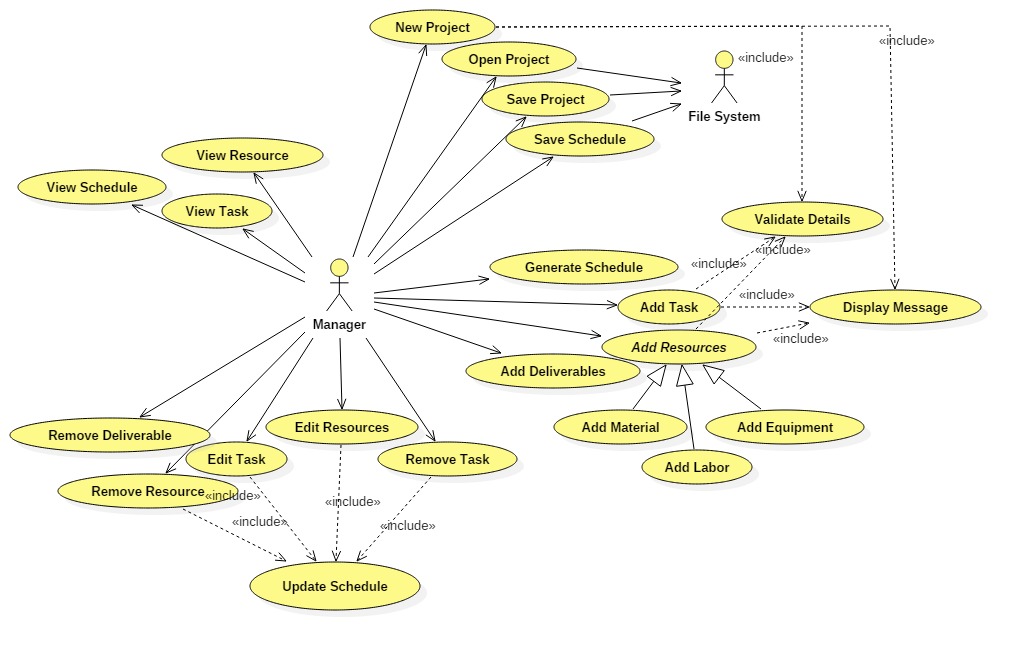 New Project
«include»
Open Project
«include»
Save Project
File System
Save Schedule
View Resource
View Schedule
View Task
Validate Details
«include»
«include»
Generate Schedule
«include»
Add Task
Display Message
Manager
«include»
Add Resources
Add Deliverables
Add Material
Add Equipment
Remove Deliverable
Edit Resources
Edit Task
Remove Task
Add Labor
Remove Resource
«include»
«include»
«include»
«include»
Update Schedule